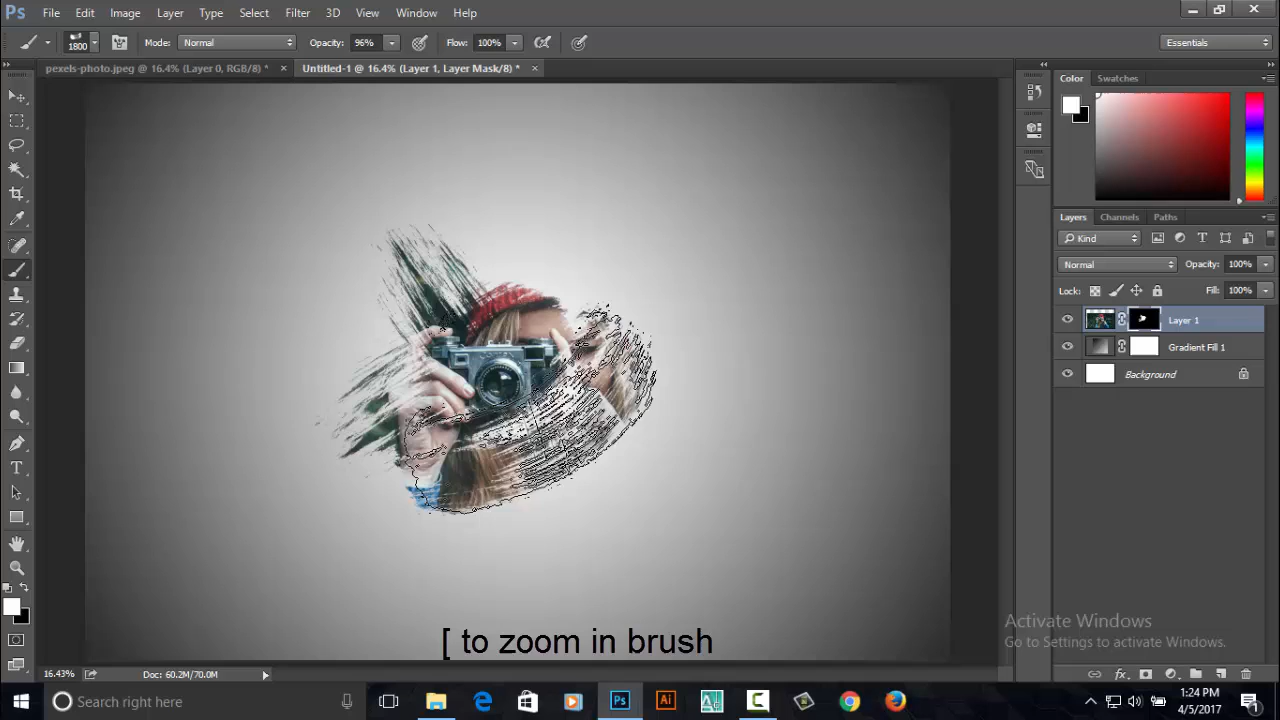 Ps File Edit Image Layer Type Select Filter 3D View Window Help
1800 Mode: Normal Opacity: 96% Flow: 100% Essentials
pexels-photo.jpeg @ 16.4% (Layer 0, RGB/8) * × Untitled-1 @ 16.4% (Layer 1, Layer Mask/8) * ×
Color Swatches
Layers Channels Paths
Kind
Normal Opacity: 100%
Lock: Fill: 100%
Layer 1
Gradient Fill 1
Background
[ to zoom in brush
Activate Windows
Go to Settings to activate Windows.
16.43% Doc: 60.2M/70.0M
Search right here
Ps Ai
1:24 PM
4/5/2017
1